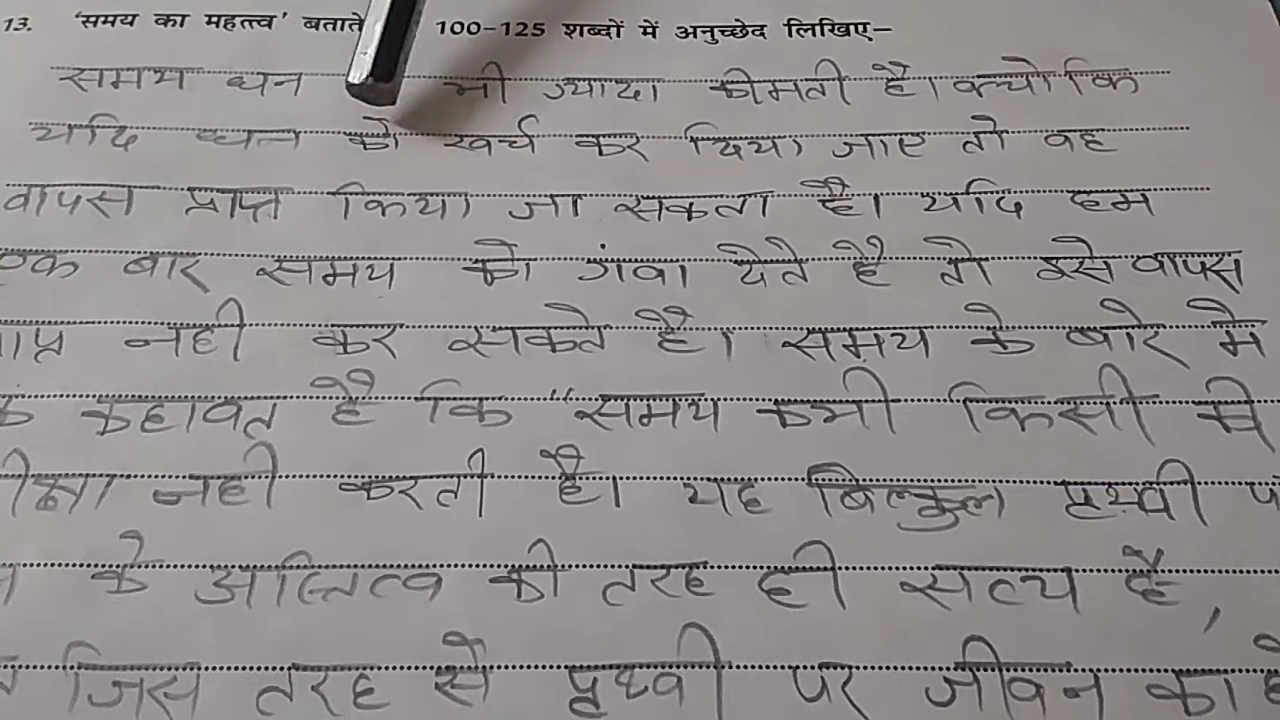 13. 'समय का महत्त्व' बताते 100-125 शब्दों में अनुच्छेद लिखिए–
समय धन भी ज्यादा कीमती है। क्योकि
यदि धन को खर्च कर दिया जाए तो वह
वापस प्राप्त किया जा सकता है। यदि हम
एक बार समय को गंवा देते है तो उसे वापस
नही कर सकते है। समय के बारे मे
कहावत है कि "समय कभी किसी की
नही करती है। यह बिल्कुल पृथ्वी
के अस्तित्व की तरह ही सत्य है,
जिस तरह से पृथ्वी पर जीवन का